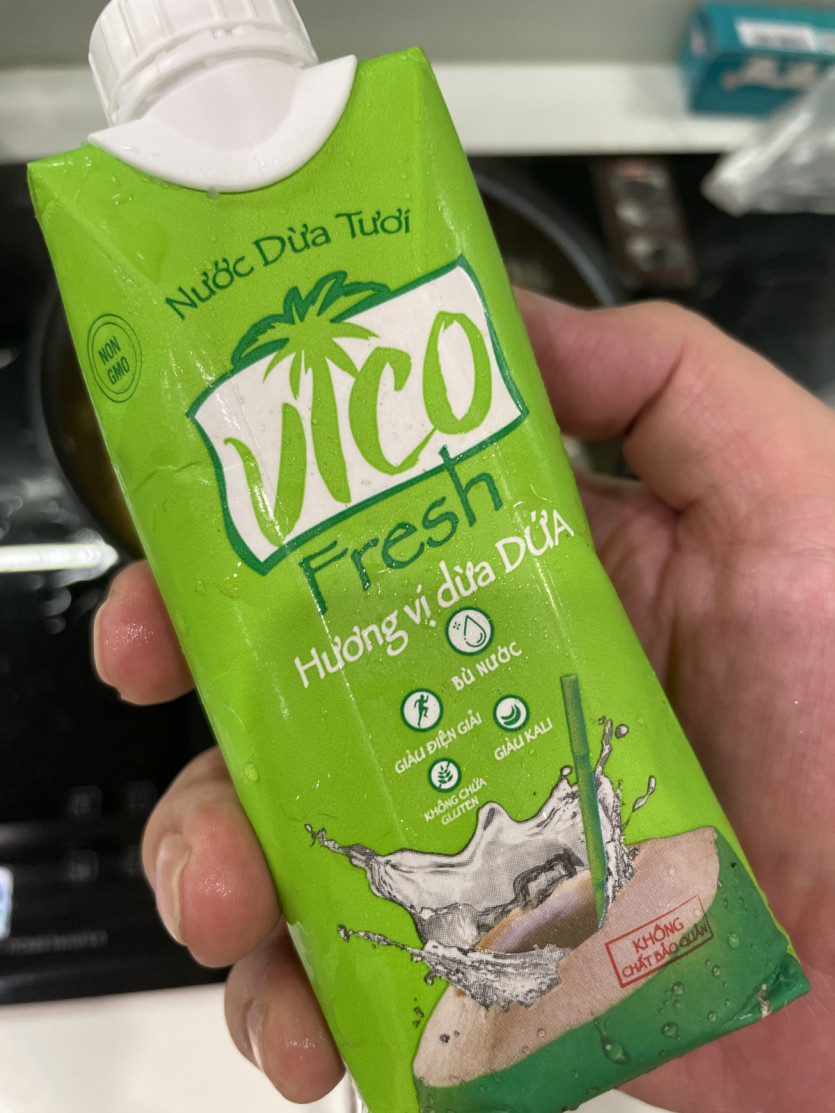 Nước Dừa Tươi
NON
GMO
VICO
Fresh
Hương vị dừa DỨA
BÙ NƯỚC
GIÀU ĐIỆN GIẢI
GIÀU KALI
KHÔNG CHỨA
GLUTEN
KHÔNG
CHẤT BẢO QUẢN